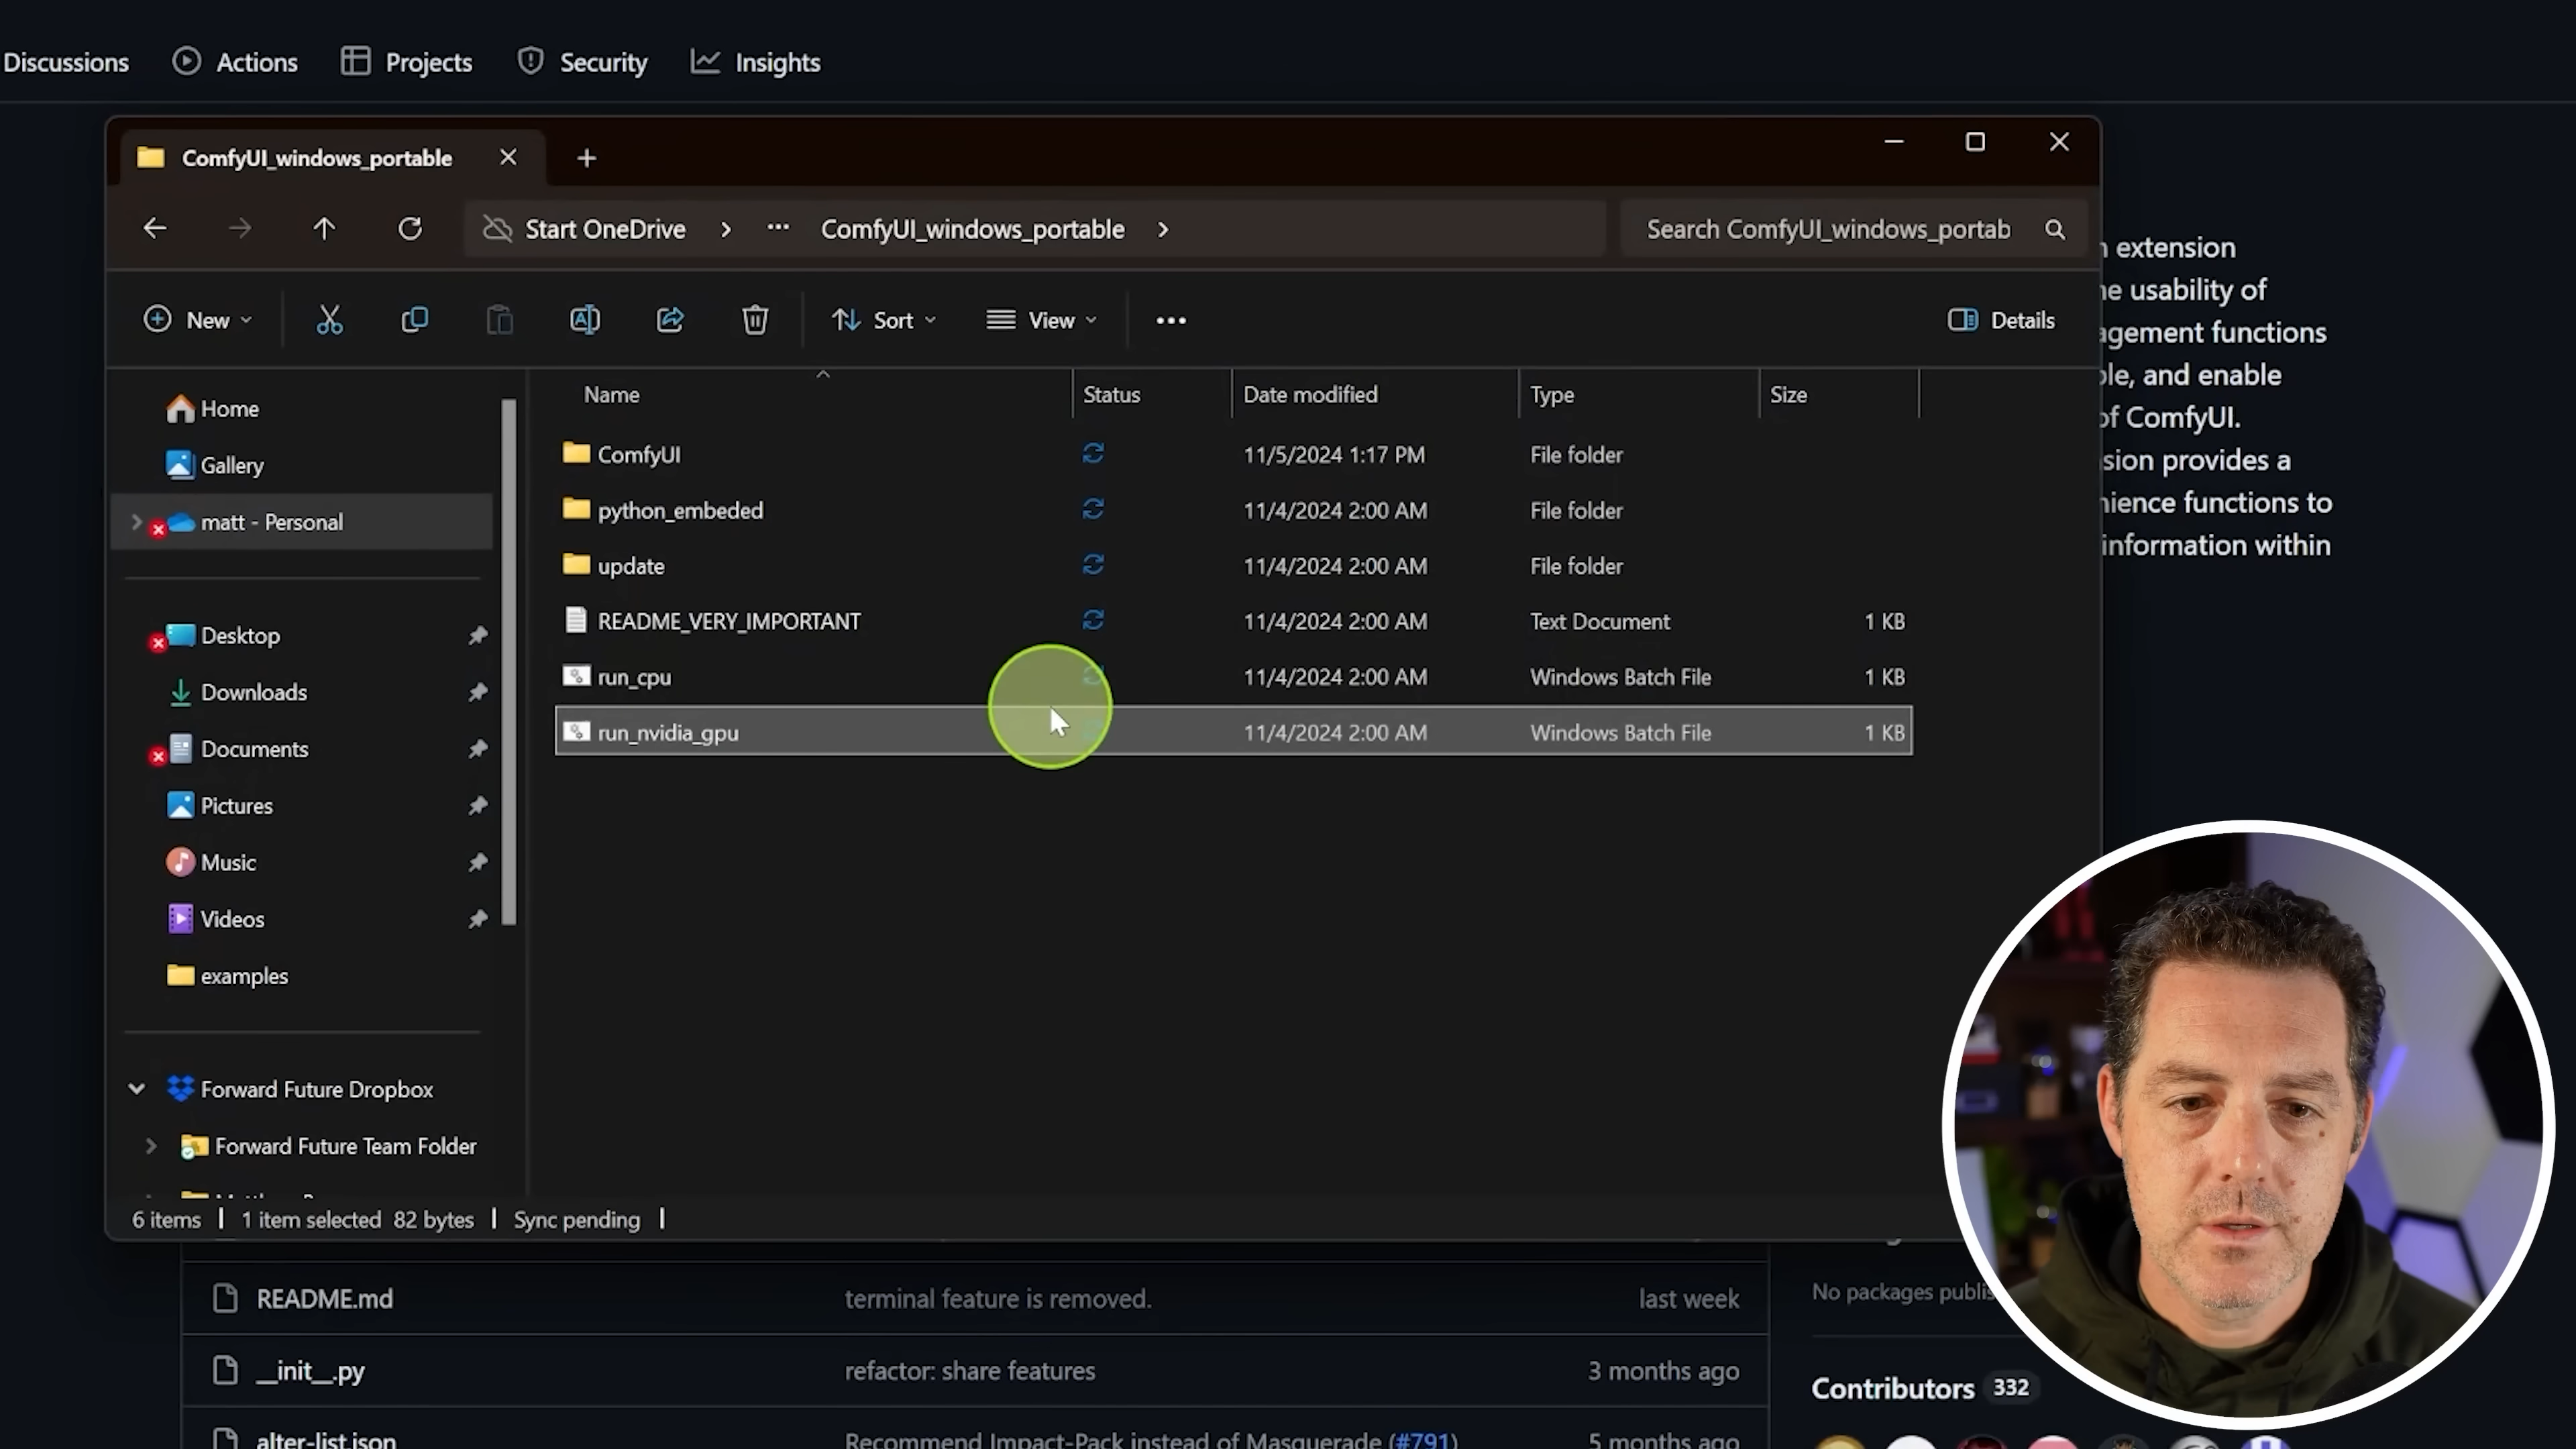 Discussions Actions Projects Security Insights
ComfyUI_windows_portable
Start OneDrive ··· ComfyUI_windows_portable
Search ComfyUI_windows_portab
New Sort View ••• Details
Name Status Date modified Type Size
ComfyUI 11/5/2024 1:17 PM File folder
python_embeded 11/4/2024 2:00 AM File folder
update 11/4/2024 2:00 AM File folder
README_VERY_IMPORTANT 11/4/2024 2:00 AM Text Document 1 KB
run_cpu 11/4/2024 2:00 AM Windows Batch File 1 KB
run_nvidia_gpu 11/4/2024 2:00 AM Windows Batch File 1 KB
Home
Gallery
matt - Personal
Desktop
Downloads
Documents
Pictures
Music
Videos
examples
Forward Future Dropbox
Forward Future Team Folder
6 items 1 item selected 82 bytes Sync pending
extension
usability of
agement functions
ble, and enable
of ComfyUI.
sion provides a
nience functions to
information within
README.md terminal feature is removed. last week
__init__.py refactor: share features 3 months ago
alter-list.json Recommend Impact-Pack instead of Masquerade (#791) 5 months ago
No packages publis
Contributors 332